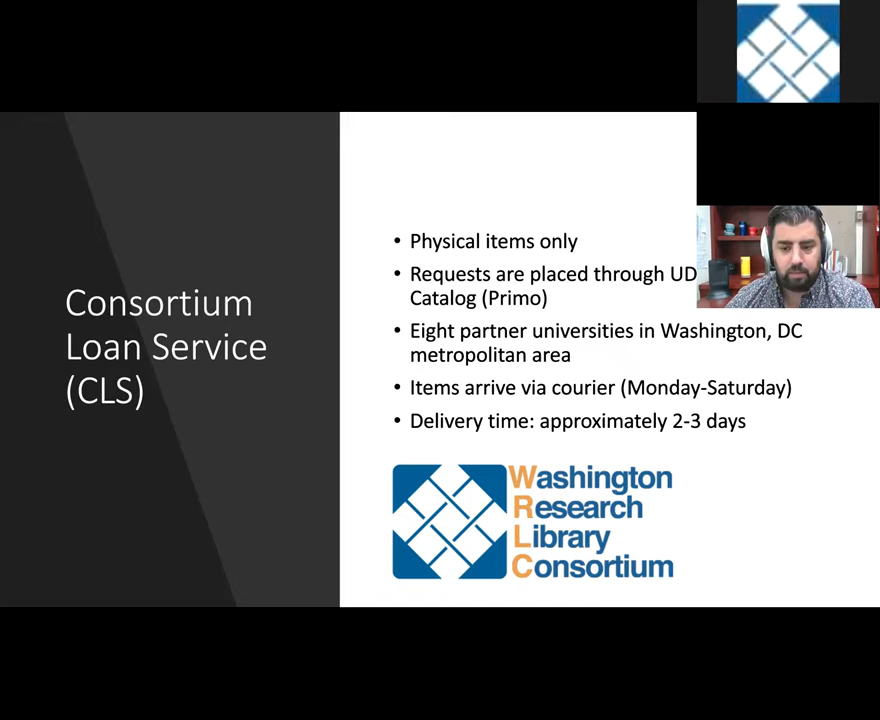 Consortium
Loan Service
(CLS)
• Physical items only
• Requests are placed through UD
Catalog (Primo)
• Eight partner universities in Washington, DC
metropolitan area
• Items arrive via courier (Monday-Saturday)
• Delivery time: approximately 2-3 days
Washington
Research
Library
Consortium